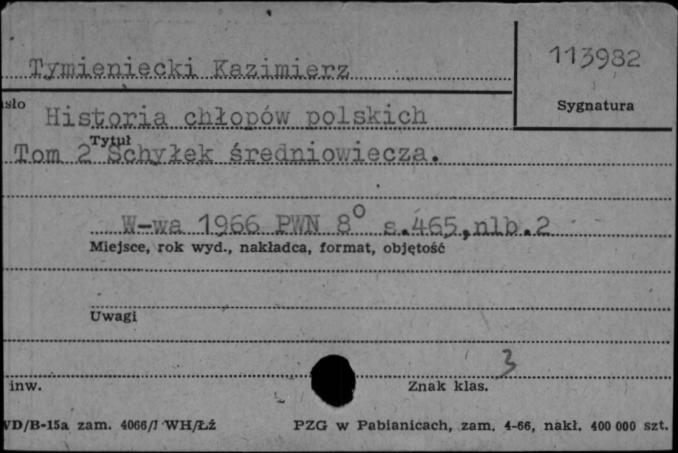 113982
Tymieniecki Kazimierz
Sygnatura
Historia chłopów polskich
Tytuł
Tom 2 Schyłek średniowiecza.
W-wa 1966 PWN 8° s.465,nlb.2
Miejsce, rok wyd., nakładca, format, objętość
Uwagi
3
inw.
Znak klas.
zam. 4066/ WH/Łź
PZG w Pabianicach, zam. 4-66, nakł. 400 000 szt.